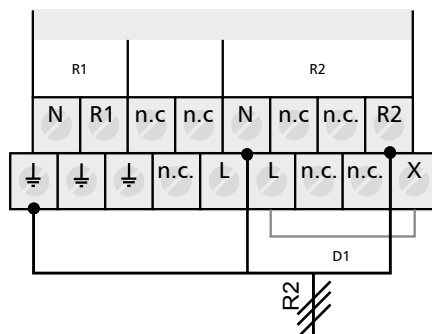 R1 R2
N R1 n.c n.c N n.c n.c. R2
n.c. L L n.c. n.c. X
D1
R2